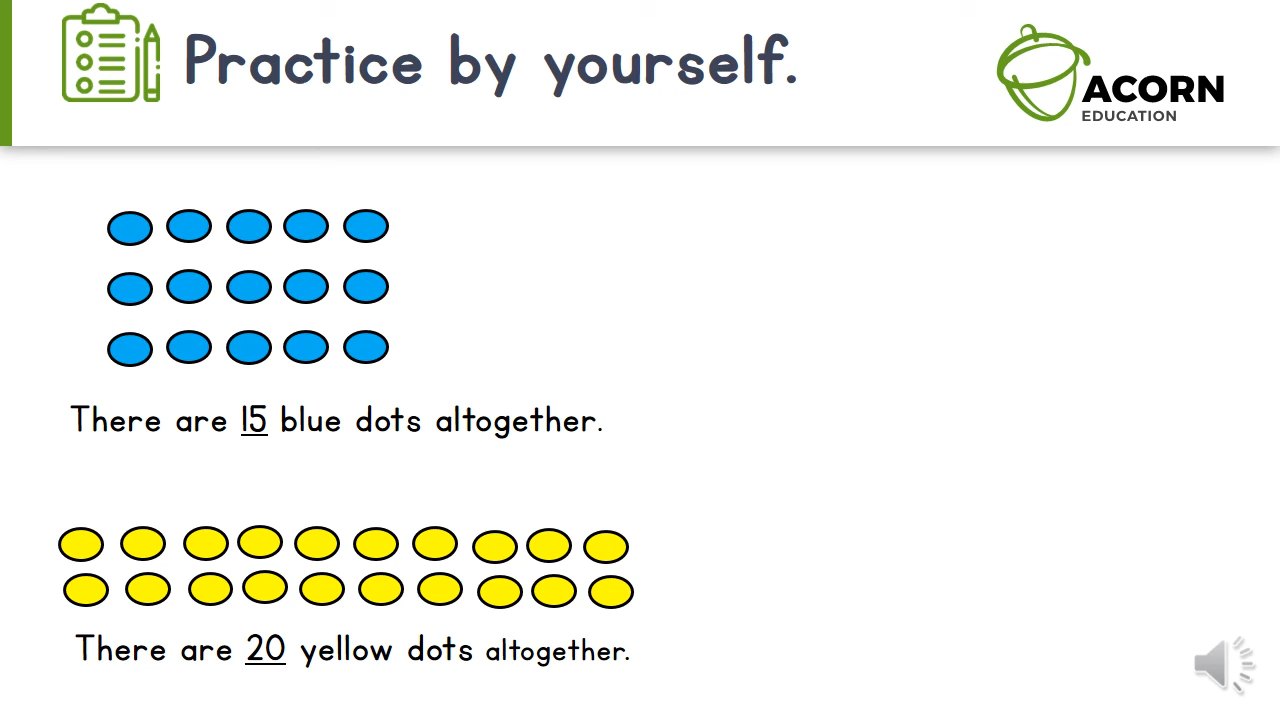 Practice by yourself.
ACORN
EDUCATION
There are 15 blue dots altogether.
There are 20 yellow dots altogether.